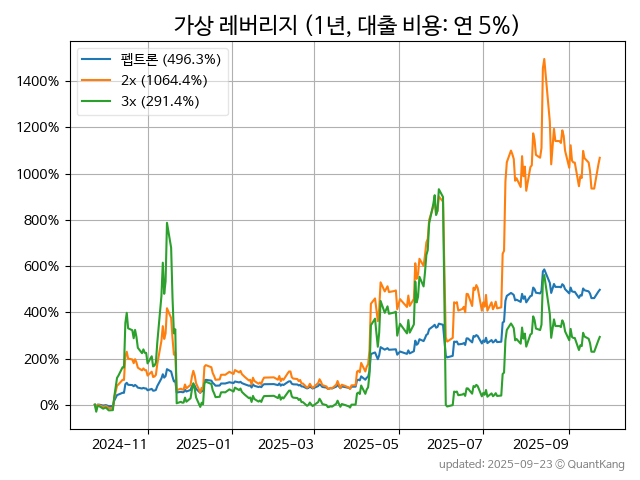 가상 레버리지 (1년, 대출 비용: 연 5%)
펩트론 (496.3%)
2x (1064.4%)
3x (291.4%)
1400%
1200%
1000%
800%
600%
400%
200%
0%
2024-11 2025-01 2025-03 2025-05 2025-07 2025-09
updated: 2025-09-23 © QuantKang